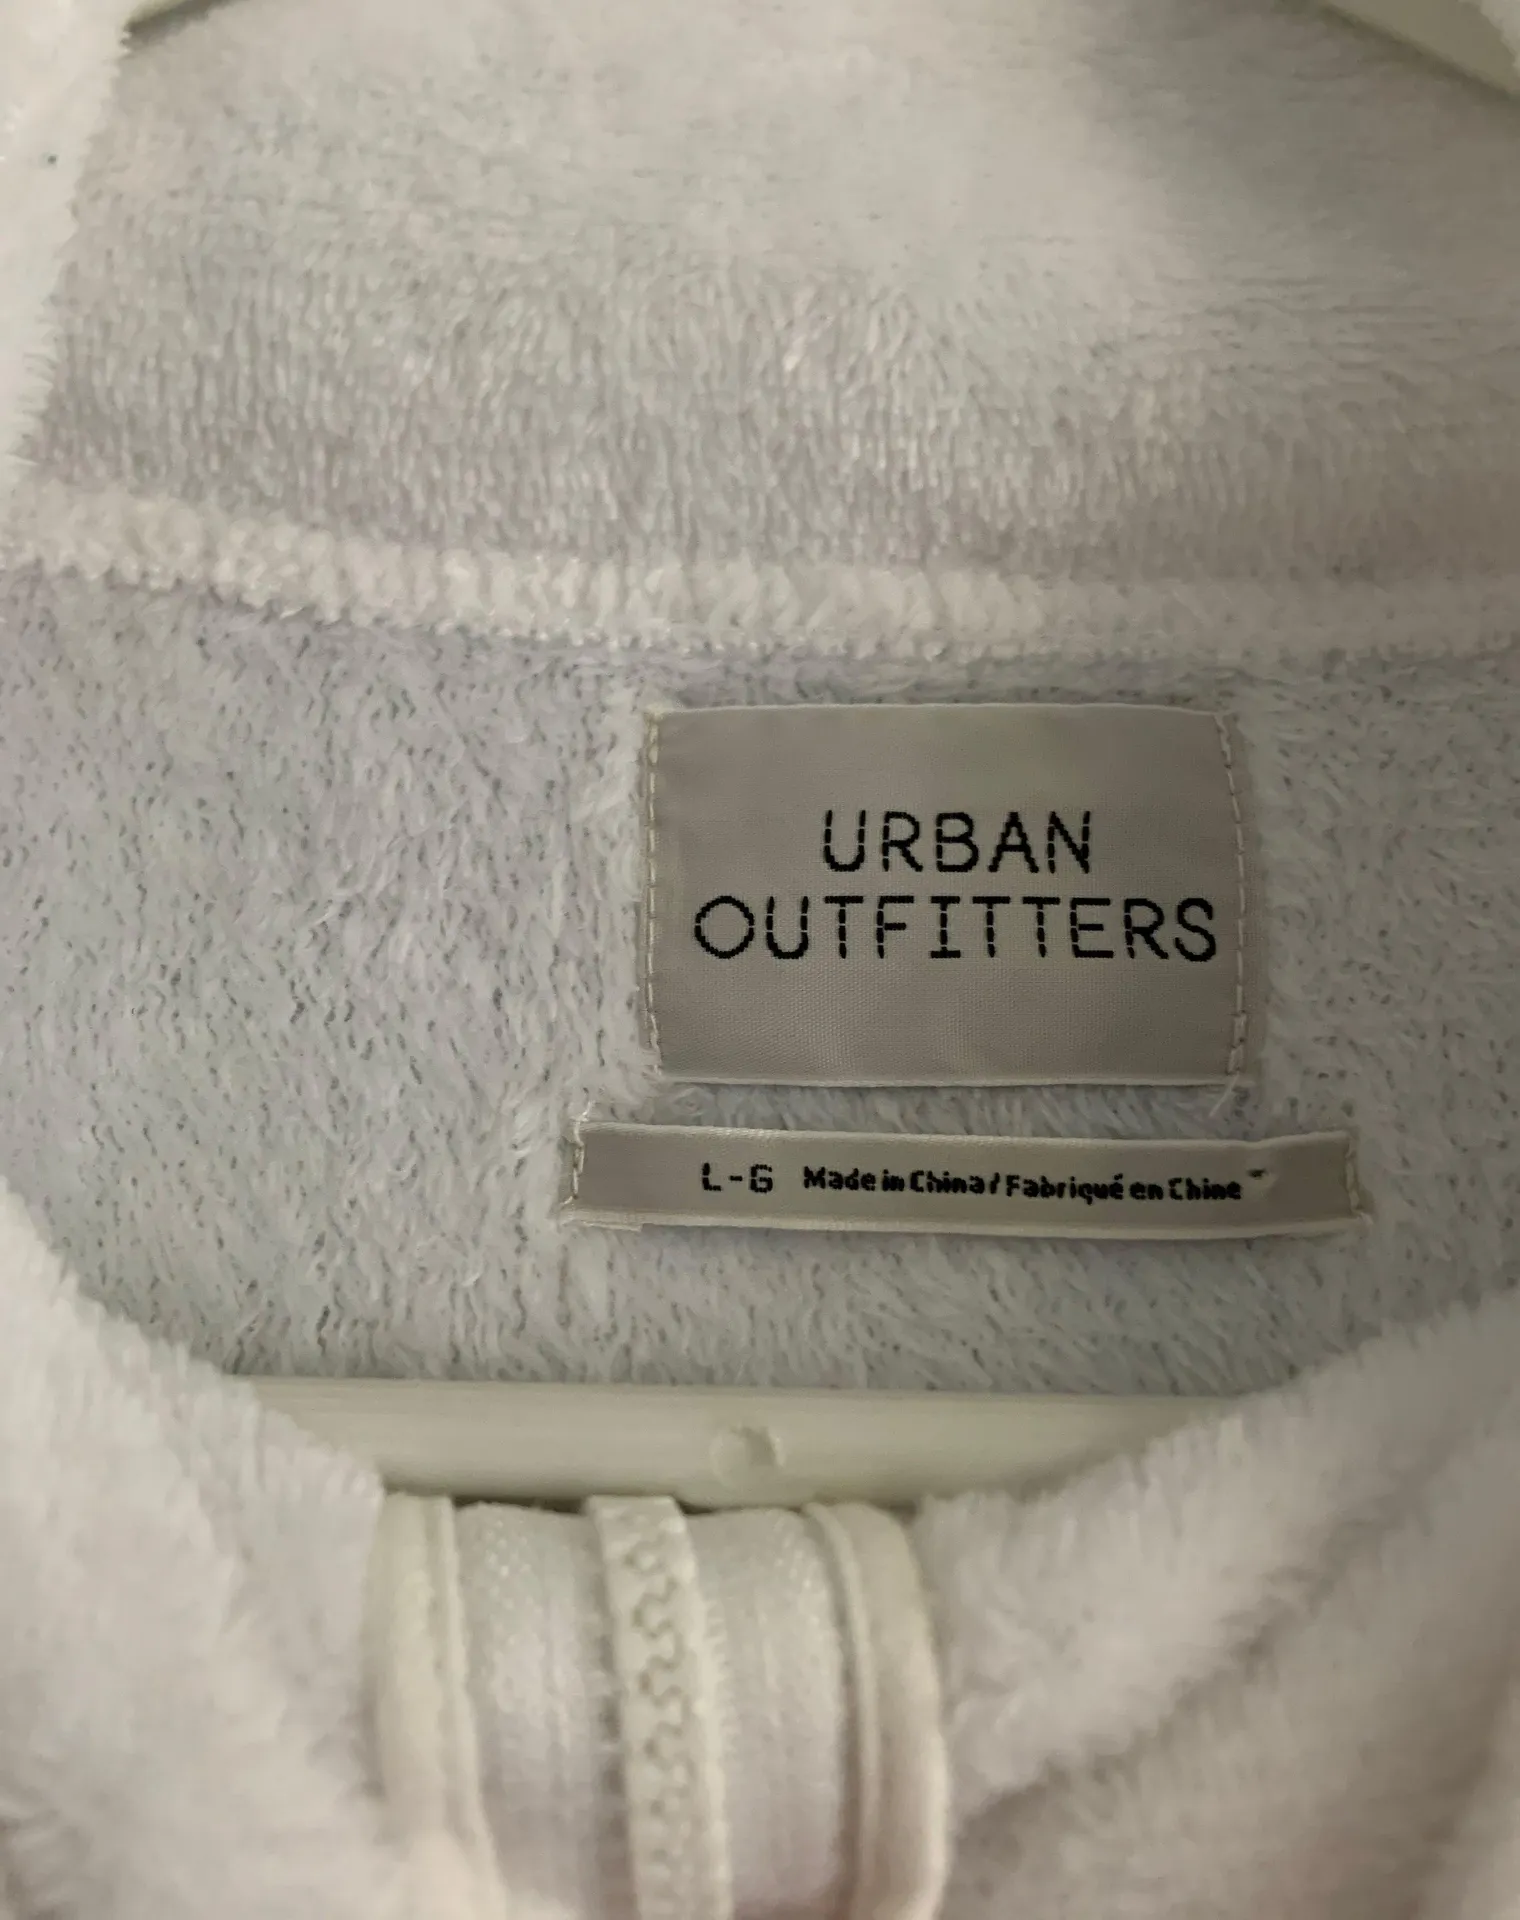 URBAN
OUTFITTERS
L-G Made in China / Fabriqué en Chine